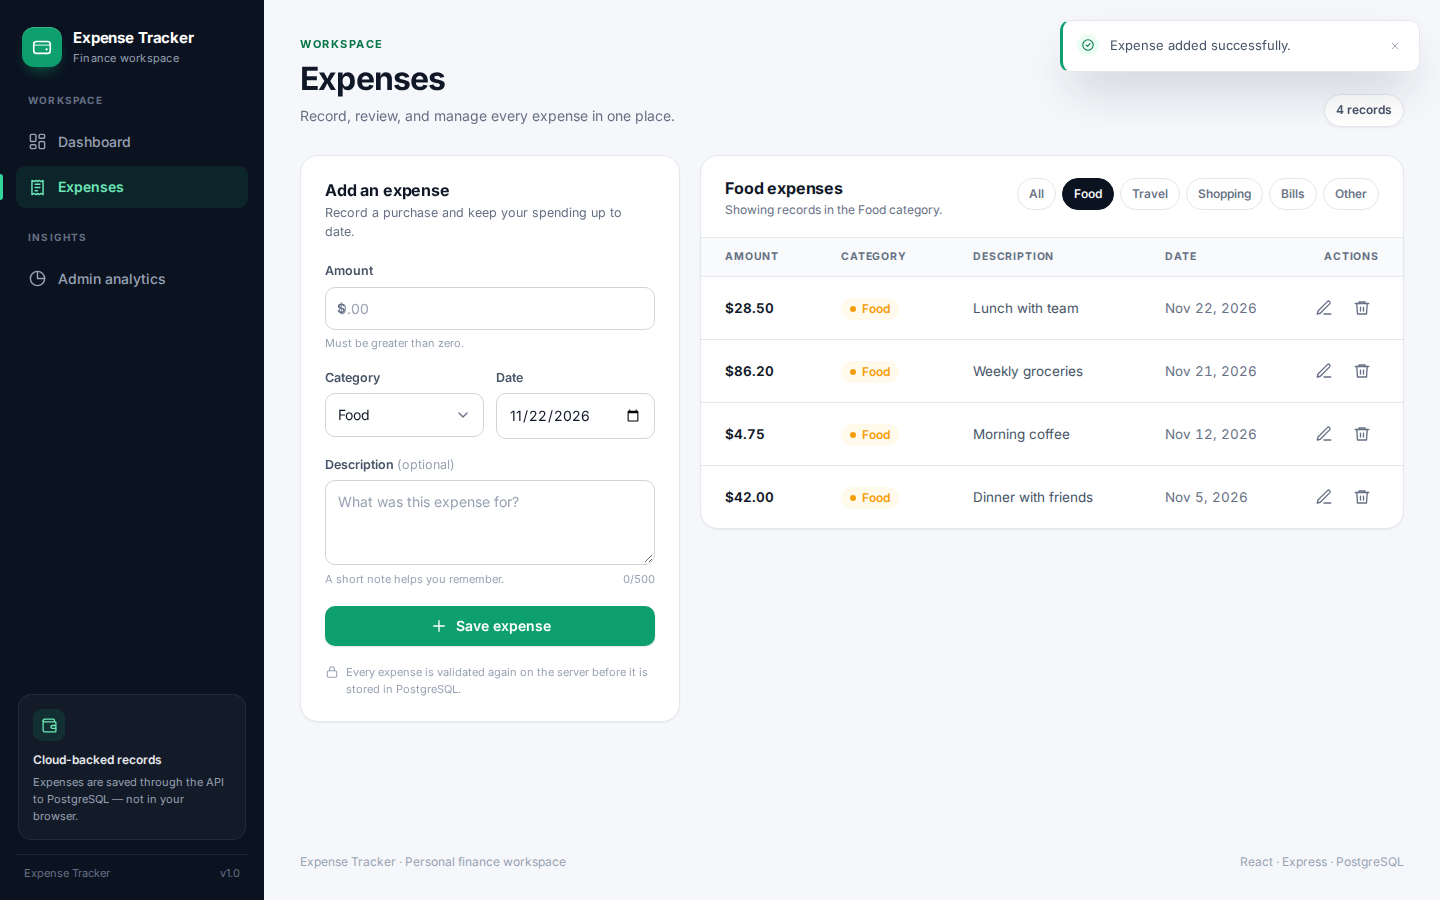 Expense Tracker
Finance workspace
WORKSPACE
Dashboard
Expenses
INSIGHTS
Admin analytics
Cloud-backed records
Expenses are saved through the API
to PostgreSQL — not in your
browser.
Expense Tracker v1.0
WORKSPACE
Expenses
Record, review, and manage every expense in one place.
Expense added successfully.
4 records
Add an expense
Record a purchase and keep your spending up to
date.
Amount
$.00
Must be greater than zero.
Category Date
Food 11/22/2026
Description (optional)
What was this expense for?
A short note helps you remember. 0/500
Save expense
Every expense is validated again on the server before it is
stored in PostgreSQL.
Food expenses
Showing records in the Food category.
All Food Travel Shopping Bills Other
AMOUNT CATEGORY DESCRIPTION DATE ACTIONS
$28.50 Food Lunch with team Nov 22, 2026
$86.20 Food Weekly groceries Nov 21, 2026
$4.75 Food Morning coffee Nov 12, 2026
$42.00 Food Dinner with friends Nov 5, 2026
Expense Tracker · Personal finance workspace
React · Express · PostgreSQL